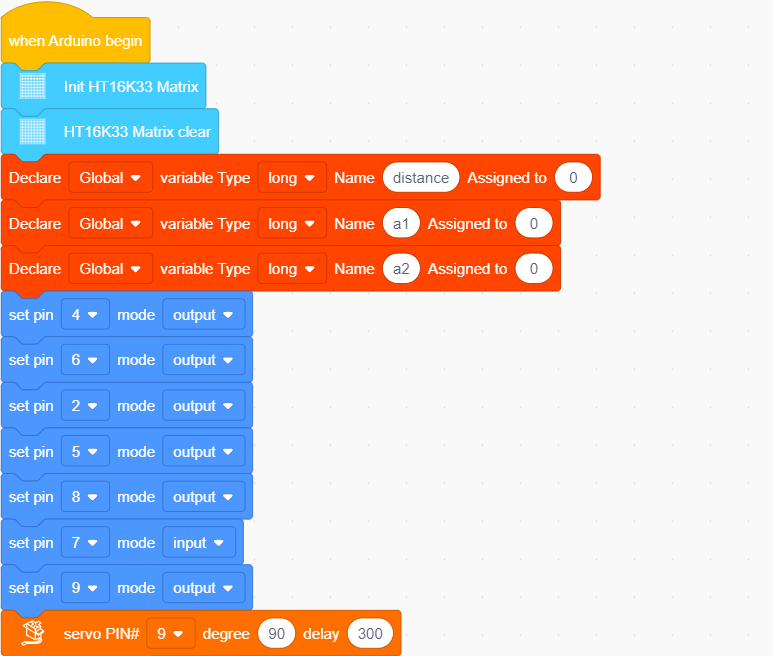 when Arduino begin
Init HT16K33 Matrix
HT16K33 Matrix clear
Declare Global variable Type long Name distance Assigned to 0
Declare Global variable Type long Name a1 Assigned to 0
Declare Global variable Type long Name a2 Assigned to 0
set pin 4 mode output
set pin 6 mode output
set pin 2 mode output
set pin 5 mode output
set pin 8 mode output
set pin 7 mode input
set pin 9 mode output
servo PIN# 9 degree 90 delay 300